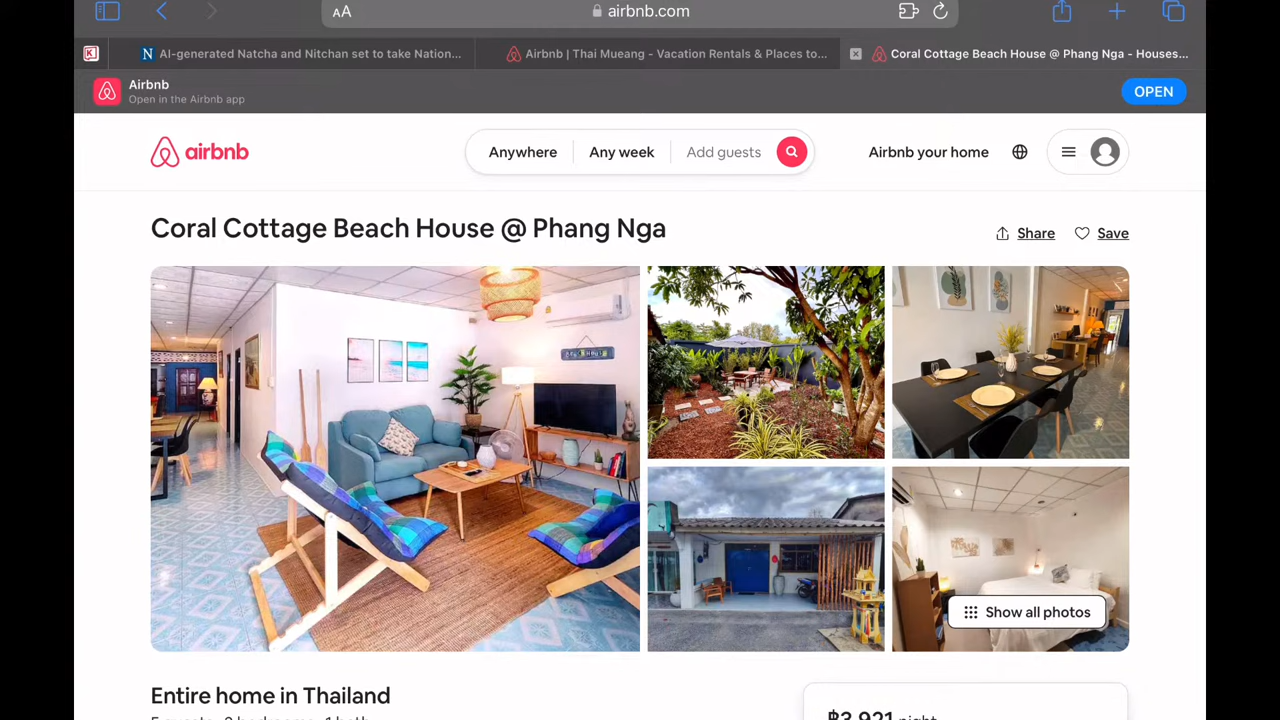 AA
airbnb.com
AI-generated Natcha and Nitchan set to take Nation...
Airbnb | Thai Mueang - Vacation Rentals & Places to...
Coral Cottage Beach House @ Phang Nga - Houses...
Airbnb
Open in the Airbnb app
OPEN
airbnb
Anywhere
Any week
Add guests
Airbnb your home
Coral Cottage Beach House @ Phang Nga
Share
Save
Show all photos
Entire home in Thailand
฿3,921 night